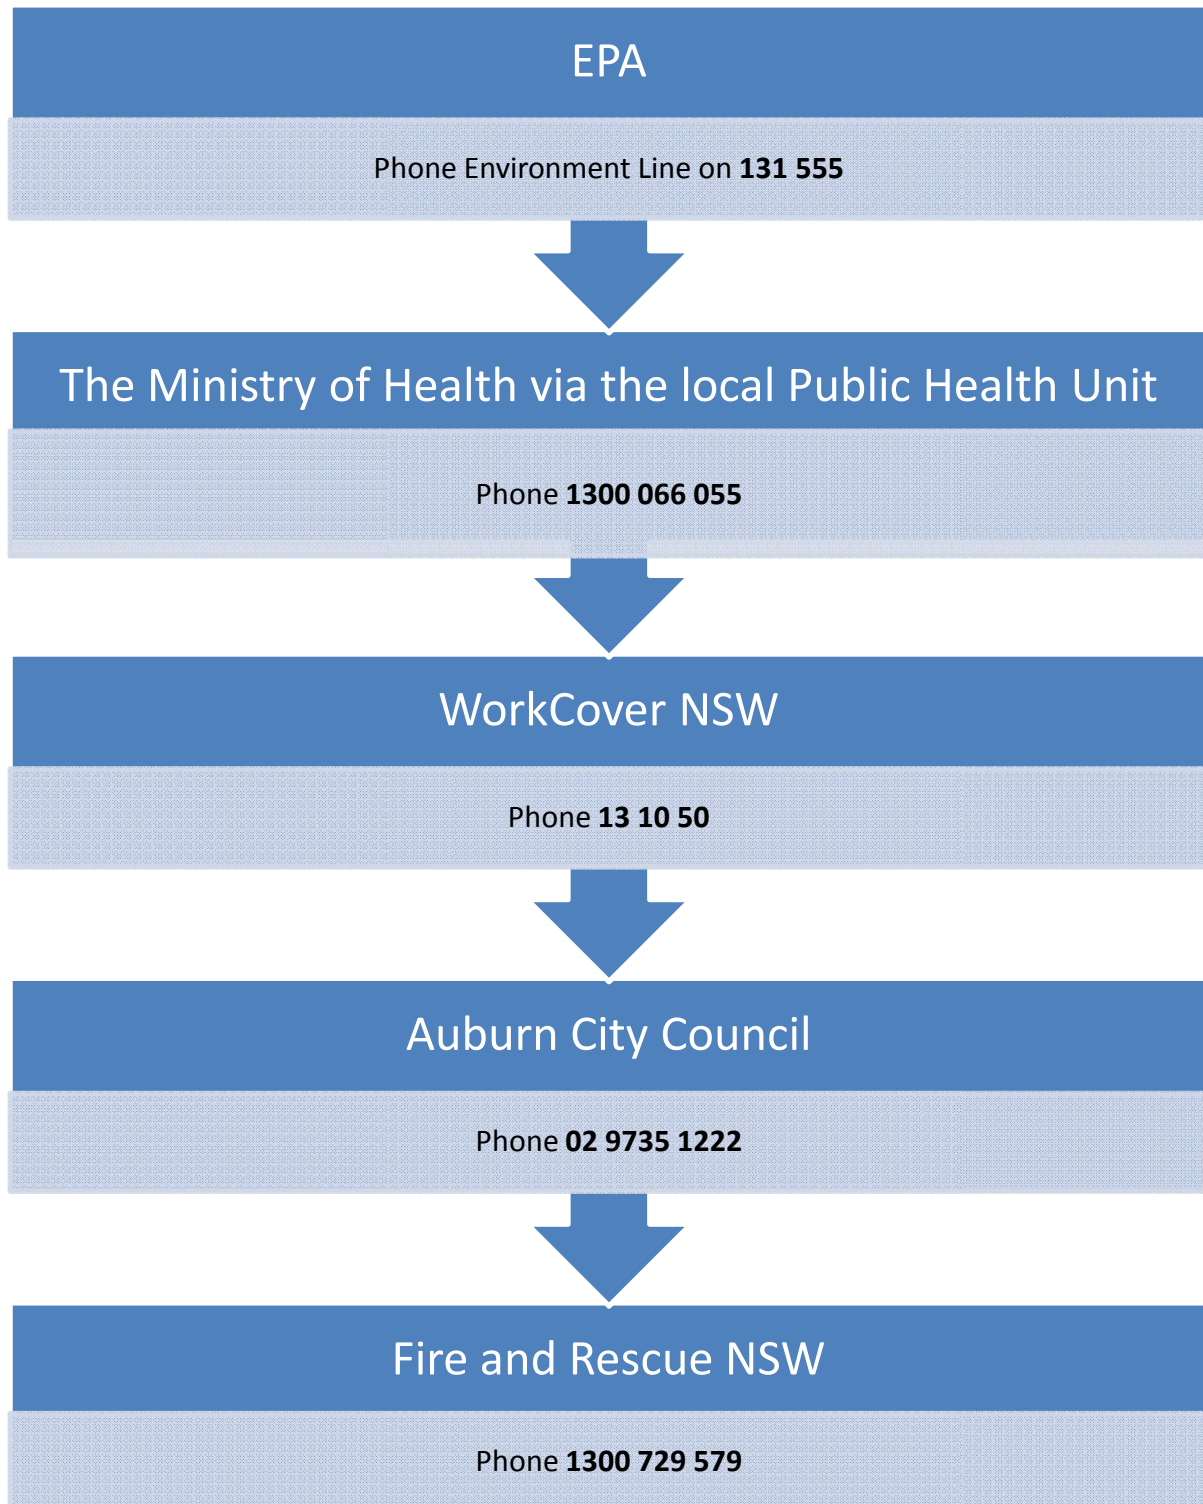 EPA
Phone Environment Line on 131 555
The Ministry of Health via the local Public Health Unit
Phone 1300 066 055
WorkCover NSW
Phone 13 10 50
Auburn City Council
Phone 02 9735 1222
Fire and Rescue NSW
Phone 1300 729 579